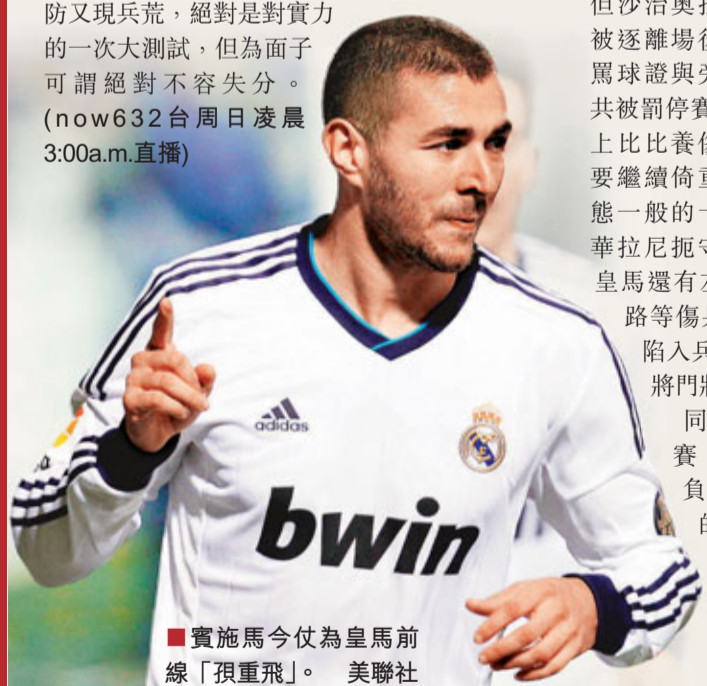 防又現兵荒，絕對是對實力
的一次大測試，但為面子
可謂絕對不容失分。
(now632台周日凌晨
3:00a.m.直播)
但沙治奧
被逐離場
罵球證與
共被罰停賽
上比比養
要繼續倚
態一般的
華拉尼扼
皇馬還有
路等傷
陷入兵
將門
同
賽
負
adidas
bwin
■賓施馬今仗為皇馬前
線「孭重飛」。 美聯社